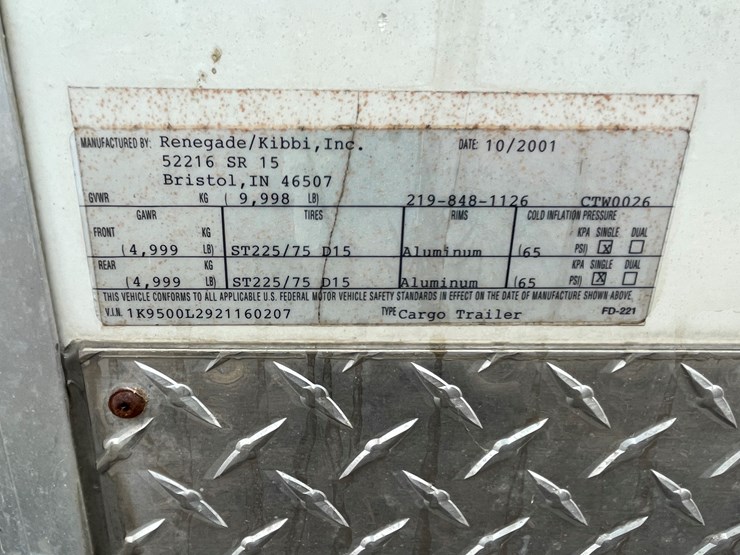 MANUFACTURED BY: Renegade/Kibbi,Inc. DATE: 10/2001
52216 SR 15
Bristol,IN 46507
GVWR KG ( 9,998 LB) 219-848-1126 CTW0026
GAWR TIRES RIMS COLD INFLATION PRESSURE
FRONT KG KPA SINGLE DUAL
(4,999 LB) ST225/75 D15 Aluminum (65 PSI) X
REAR KG KPA SINGLE DUAL
(4,999 LB) ST225/75 D15 Aluminum (65 PSI) X
THIS VEHICLE CONFORMS TO ALL APPLICABLE U.S. FEDERAL MOTOR VEHICLE SAFETY STANDARDS IN EFFECT ON THE DATE OF MANUFACTURE SHOWN ABOVE
V.I.N. 1K9500L2921160207 TYPE Cargo Trailer FD-221